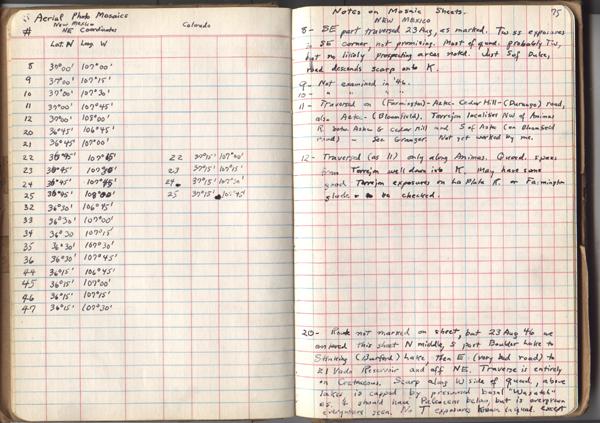 Aerial Photo Mosaics
New Mexico Colorado
# NE Coordinates
Lat. N Long. W
8 37°00' 107°00'
9 37°00' 107°15'
10 37°00' 107°30'
11 37°00' 107°45'
12 37°00' 108°00'
20 36°45' 106°45'
21 36°45' 107°00'
22 36°45' 107°15' 22 37°15' 107°00'
23 36°45' 107°30' 23 37°15' 107°15'
24 36°45' 107°45' 24 37°15' 107°30'
25 36°45' 108°00' 25 37°15' 107°45'
32 36°30' 106°45'
33 36°30' 107°00'
34 36°30 107°15'
35 36°30' 107°30'
36 36°30' 107°45'
44 36°15' 106°45'
45 36°15' 107°00'
46 36°15' 107°15'
47 36°15' 107°30'
75
Notes on Mosaic Sheets.
NEW MEXICO
8- SE part traversed 23 Aug, as marked. Tw ss exposures
in SE corner, not promising. Most of quad. probably Tw,
but no likely prospecting areas noted. Just S of Dulce,
road descends scarp onto K.
9- Not examined in '46.
10- " " " "
11- Traversed on (Farmington)-Aztec-Cedar Hill-(Durango) road,
also Aztec-(Bloomfield). Torrejon localities NW of Animas
R. betw. Aztec & Cedar Hill and S of Aztec (on Bloomfield
road) - See Granger. Not yet worked by me.
12- Traversed (as 11) only along Animas. Quad. spans
from Torrejon well down into K. May have some
good Torrejon exposures on La Plata R. or Farmington
glade - to be checked.
20- Route not marked on sheet, but 23 Aug 46 we
entered this sheet N middle, S past Boulder Lake to
Stinking (Burford) Lake, then E (very bad road) to
El Vado Reservoir and off NE. Traverse is entirely
on Cretaceous. Scarp along W side of quad, above
lakes is capped by presumed basal "Wasatch"
ss. & should have Paleocene below, but is overgrown
everywhere seen. No T exposures known in quad. except